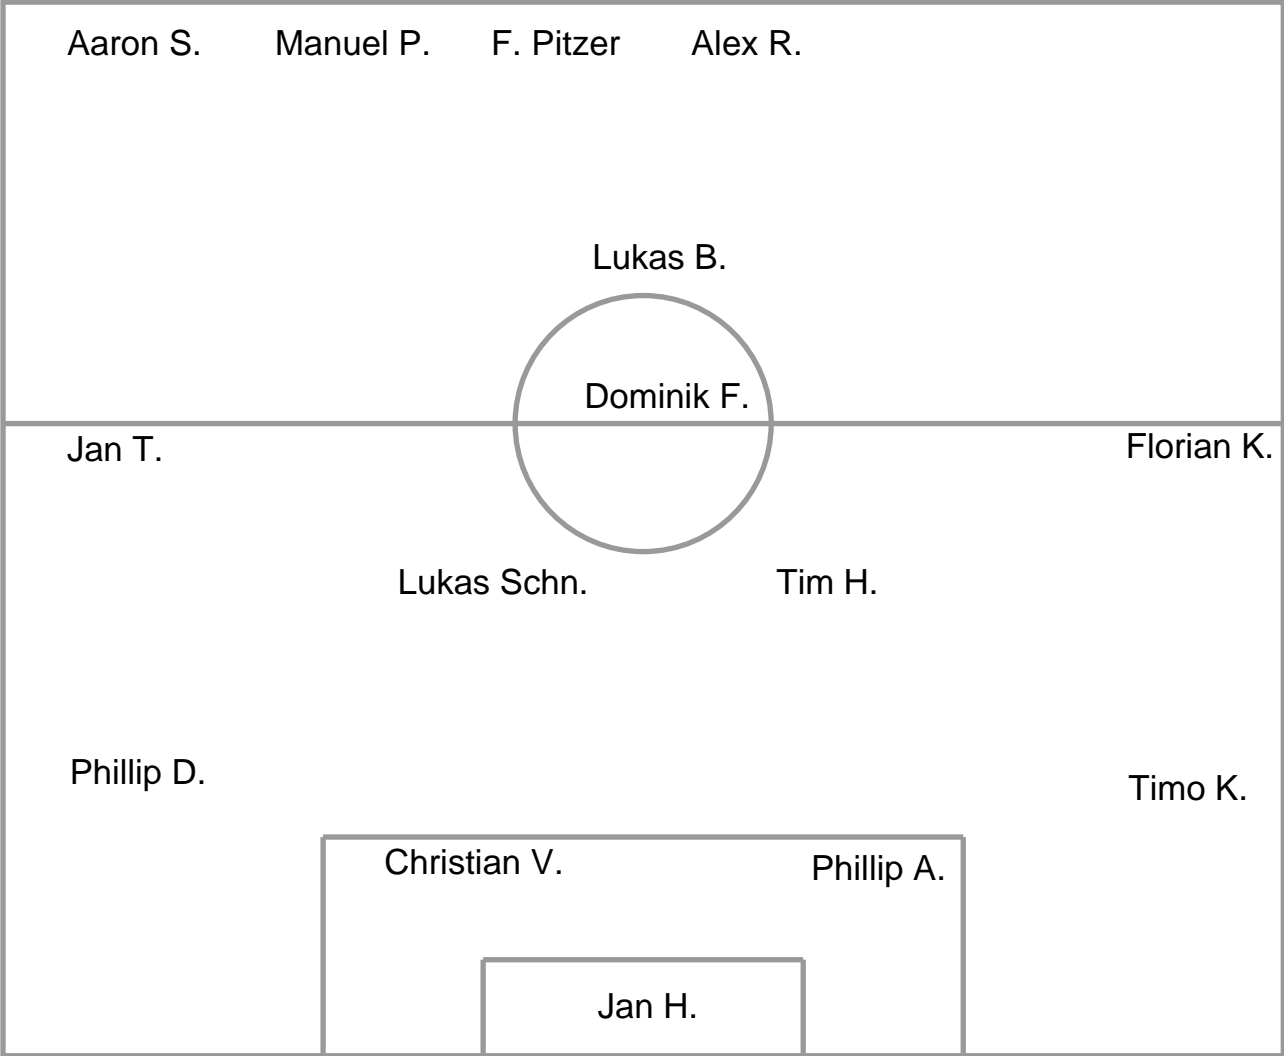 Aaron S. Manuel P. F. Pitzer Alex R.
Lukas B.
Dominik F.
Jan T. Florian K.
Lukas Schn. Tim H.
Phillip D. Timo K.
Christian V. Phillip A.
Jan H.